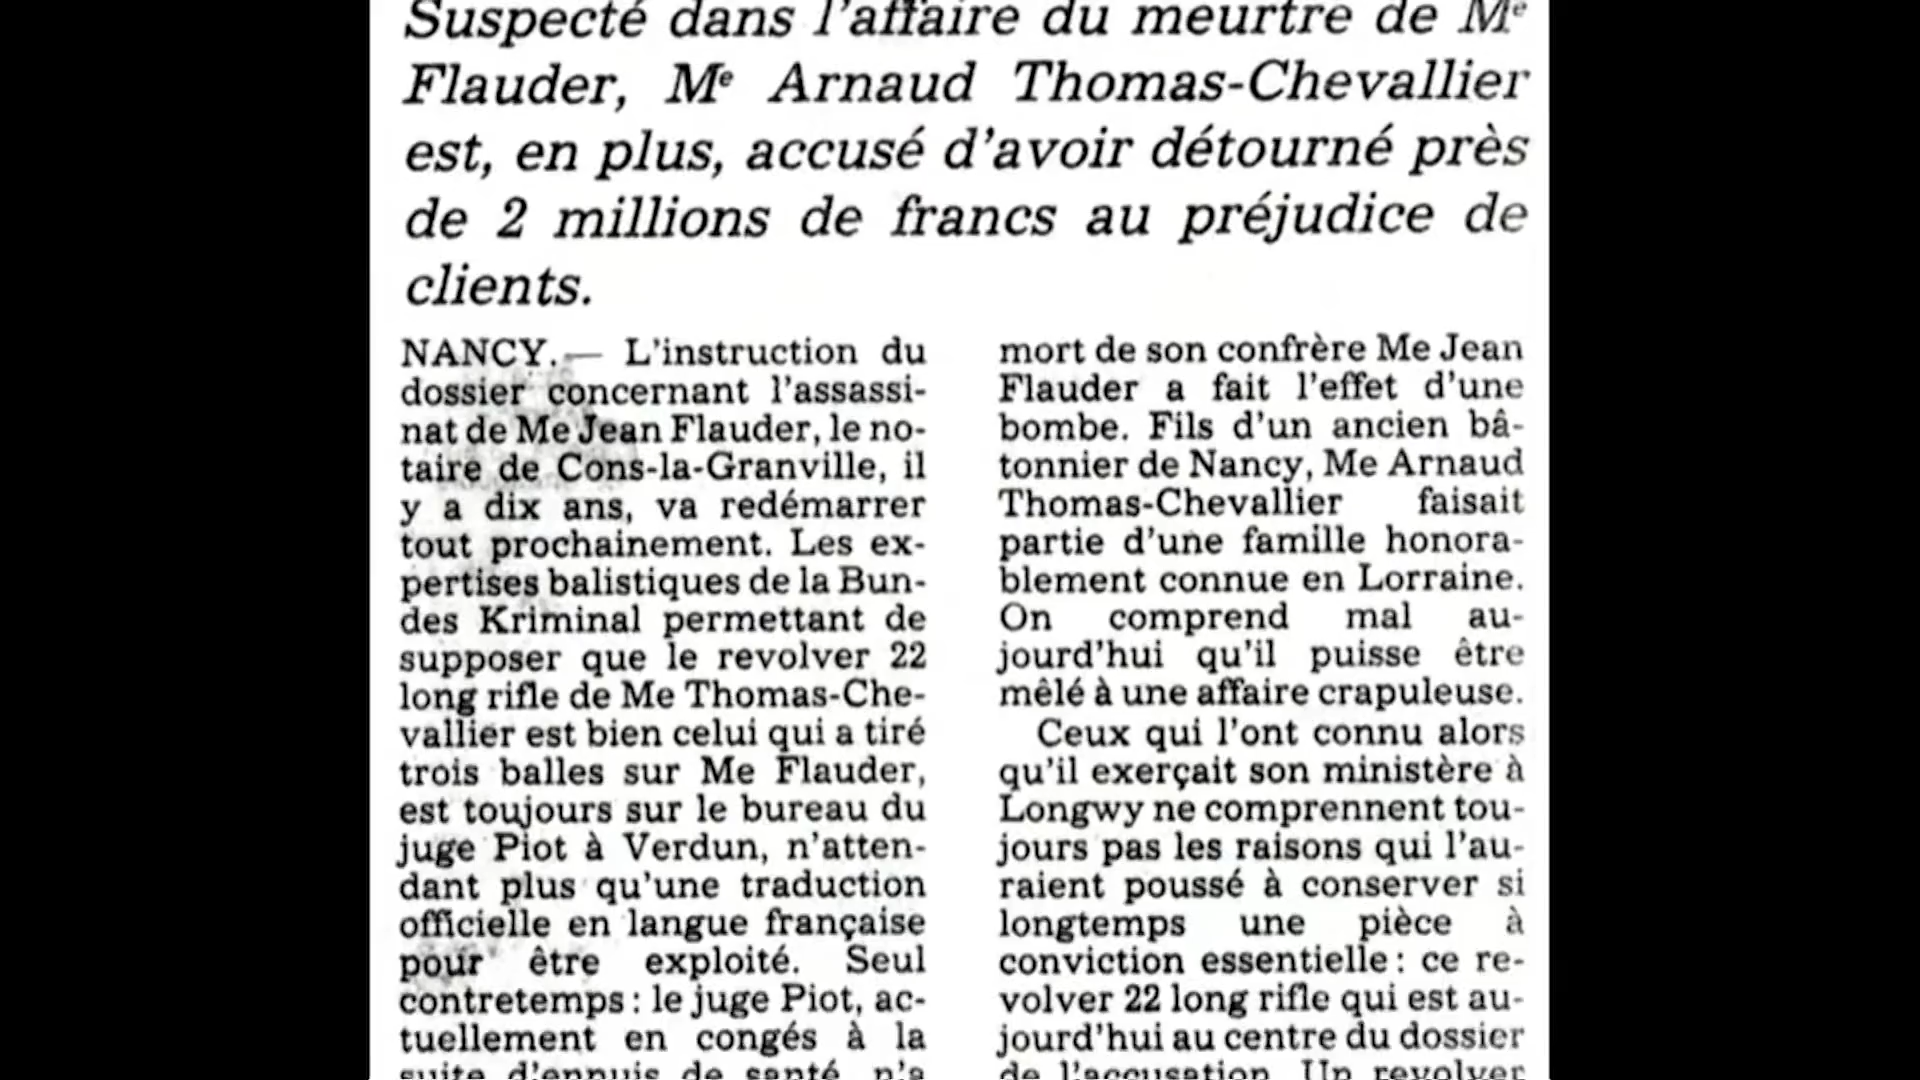 Suspecté dans l'affaire du meurtre de Me
Flauder, Me Arnaud Thomas-Chevallier
est, en plus, accusé d'avoir détourné près
de 2 millions de francs au préjudice de
clients.
NANCY.— L'instruction du
dossier concernant l'assassi-
nat de Me Jean Flauder, le no-
taire de Cons-la-Granville, il
y a dix ans, va redémarrer
tout prochainement. Les ex-
pertises balistiques de la Bun-
des Kriminal permettant de
supposer que le revolver 22
long rifle de Me Thomas-Che-
vallier est bien celui qui a tiré
trois balles sur Me Flauder,
est toujours sur le bureau du
juge Piot à Verdun, n'atten-
dant plus qu'une traduction
officielle en langue française
pour être exploité. Seul
contretemps : le juge Piot, ac-
tuellement en congés à la
suite d'ennuis de santé, n'a
mort de son confrère Me Jean
Flauder a fait l'effet d'une
bombe. Fils d'un ancien bâ-
tonnier de Nancy, Me Arnaud
Thomas-Chevallier faisait
partie d'une famille honora-
blement connue en Lorraine.
On comprend mal au-
jourd'hui qu'il puisse être
mêlé à une affaire crapuleuse.
Ceux qui l'ont connu alors
qu'il exerçait son ministère à
Longwy ne comprennent tou-
jours pas les raisons qui l'au-
raient poussé à conserver si
longtemps une pièce à
conviction essentielle : ce re-
volver 22 long rifle qui est au-
jourd'hui au centre du dossier
de l'accusation. Un revolver